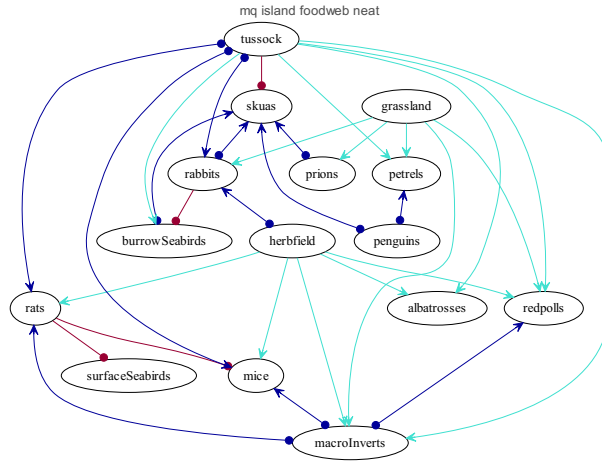 mq island foodweb neat
tussock
skuas
grassland
rabbits
prions
petrels
burrowSeabirds
herbfield
penguins
rats
albatrosses
redpolls
surfaceSeabirds
mice
macroInverts